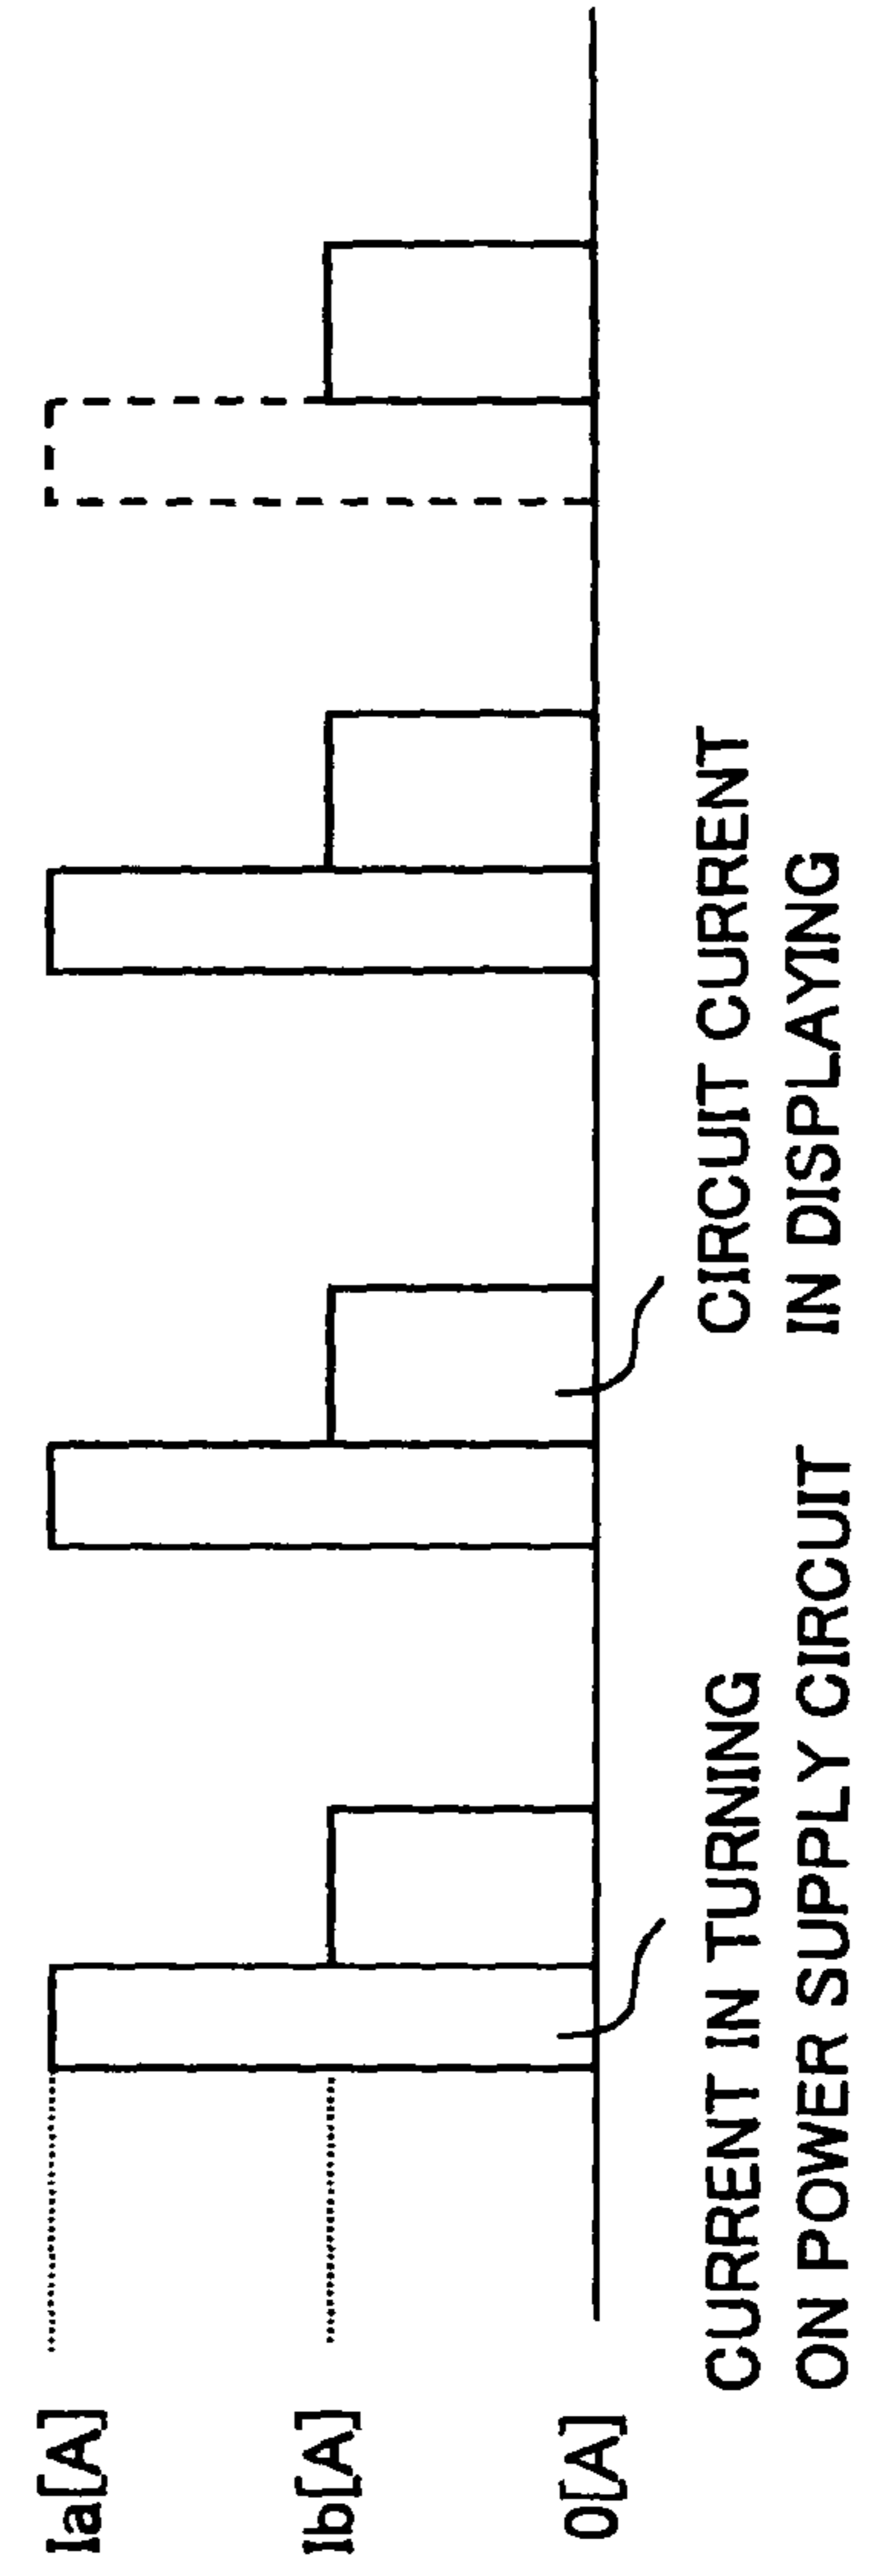 Ia[A]
Ib[A]
0[A]
CURRENT IN TURNING
ON POWER SUPPLY CIRCUIT
CIRCUIT CURRENT
IN DISPLAYING